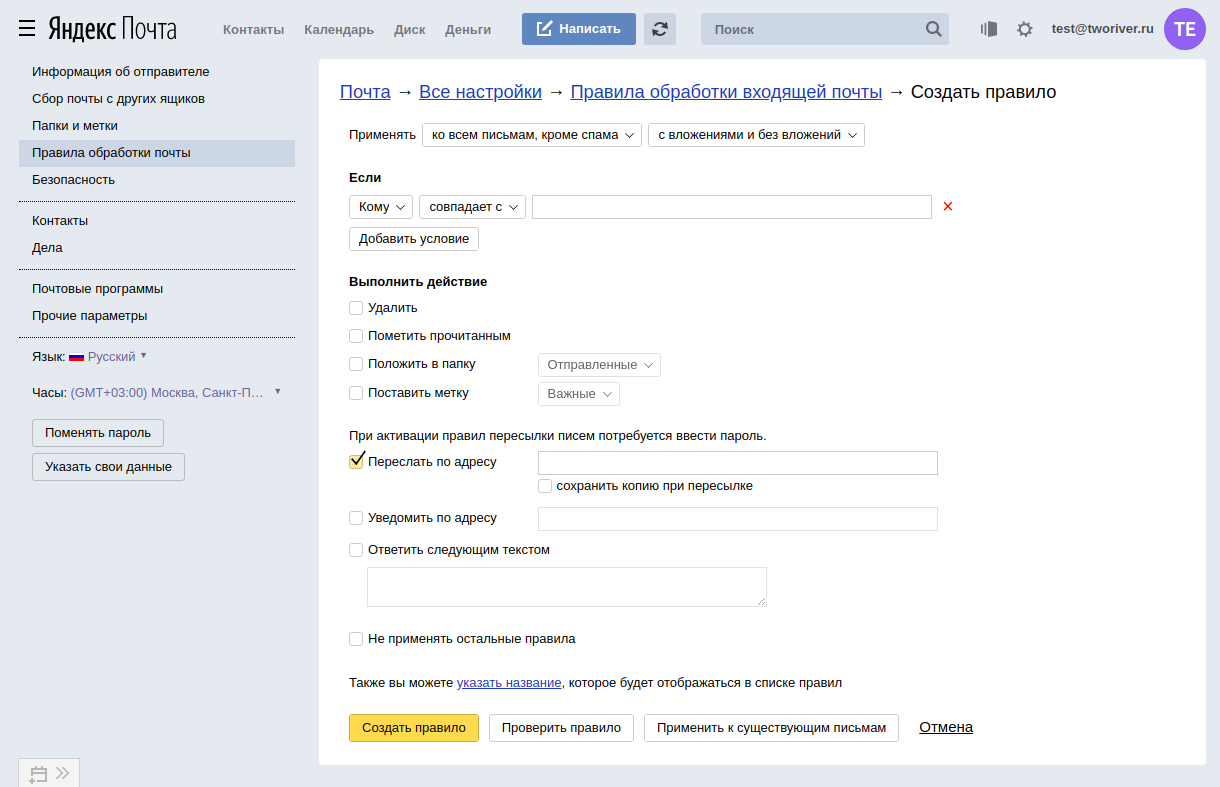 Яндекс Почта Контакты Календарь Диск Деньги Написать Поиск test@tworiver.ru TE
Информация об отправителе
Сбор почты с других ящиков
Папки и метки
Правила обработки почты
Безопасность
Контакты
Дела
Почтовые программы
Прочие параметры
Язык: Русский
Часы: (GMT+03:00) Москва, Санкт-П…
Поменять пароль
Указать свои данные
Почта → Все настройки → Правила обработки входящей почты → Создать правило
Применять ко всем письмам, кроме спама с вложениями и без вложений
Если
Кому совпадает с
Добавить условие
Выполнить действие
Удалить
Пометить прочитанным
Положить в папку Отправленные
Поставить метку Важные
При активации правил пересылки писем потребуется ввести пароль.
Переслать по адресу
сохранить копию при пересылке
Уведомить по адресу
Ответить следующим текстом
Не применять остальные правила
Также вы можете указать название, которое будет отображаться в списке правил
Создать правило Проверить правило Применить к существующим письмам Отмена